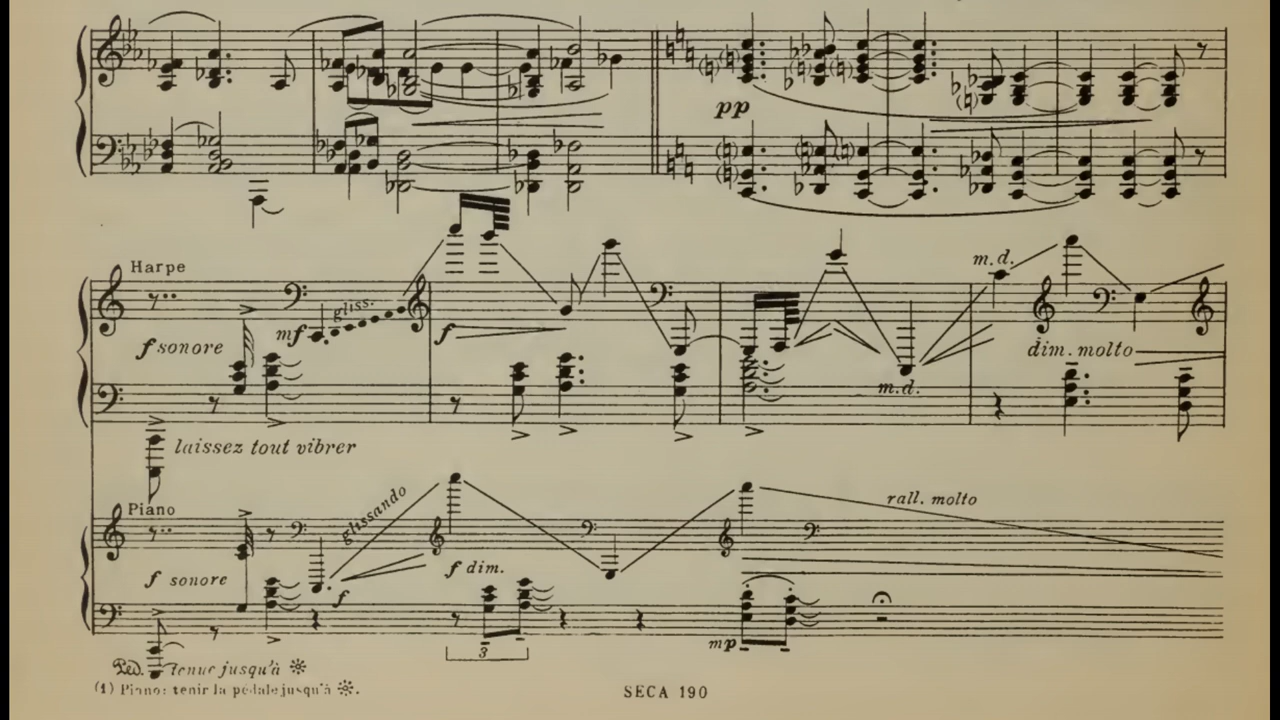 pp
Harpe
m.d.
mf gliss.
f sonore
f
dim. molto
m.d.
laissez tout vibrer
Piano
glissando
rall. molto
f sonore
f dim.
f
mp
3
Ped. Tenue jusqu'à
(1) Piano: tenir la pédale jusqu'à .
SECA 190